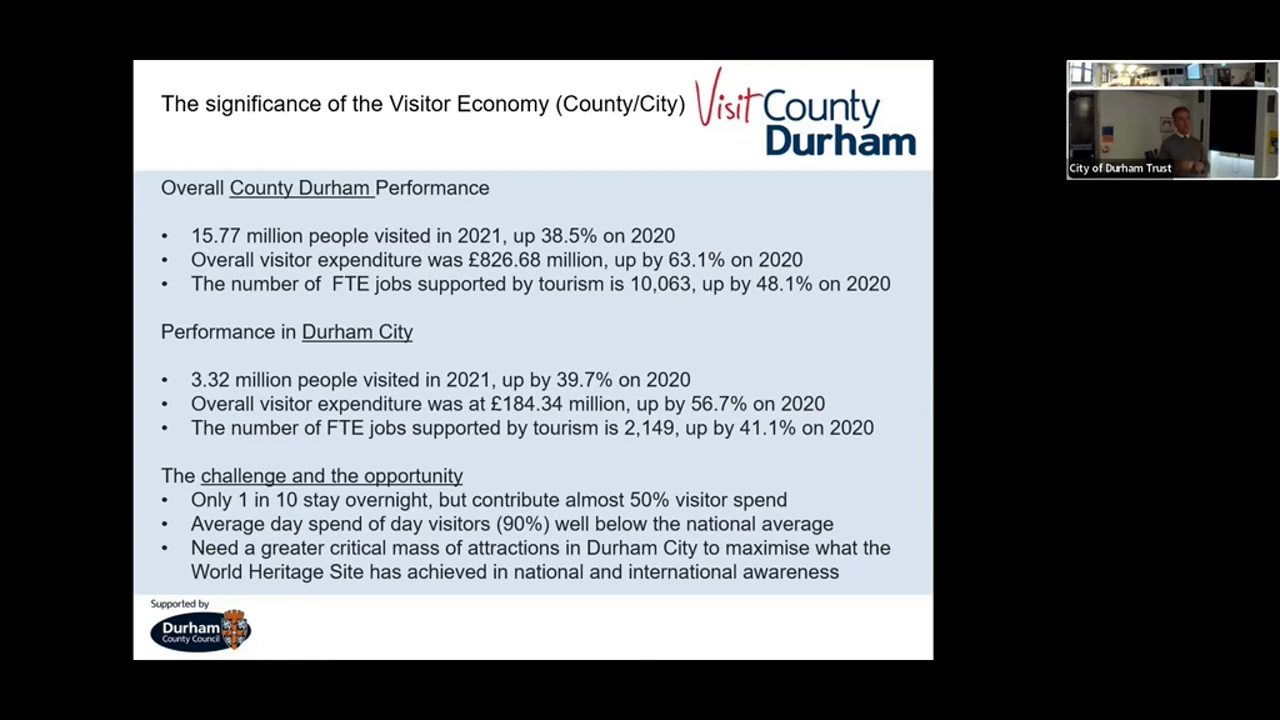 The significance of the Visitor Economy (County/City)
Visit County
Durham
City of Durham Trust
Overall County Durham Performance
• 15.77 million people visited in 2021, up 38.5% on 2020
• Overall visitor expenditure was £826.68 million, up by 63.1% on 2020
• The number of  FTE jobs supported by tourism is 10,063, up by 48.1% on 2020
Performance in Durham City
• 3.32 million people visited in 2021, up by 39.7% on 2020
• Overall visitor expenditure was at £184.34 million, up by 56.7% on 2020
• The number of FTE jobs supported by tourism is 2,149, up by 41.1% on 2020
The challenge and the opportunity
• Only 1 in 10 stay overnight, but contribute almost 50% visitor spend
• Average day spend of day visitors (90%) well below the national average
• Need a greater critical mass of attractions in Durham City to maximise what the
World Heritage Site has achieved in national and international awareness
Supported by
Durham
County Council